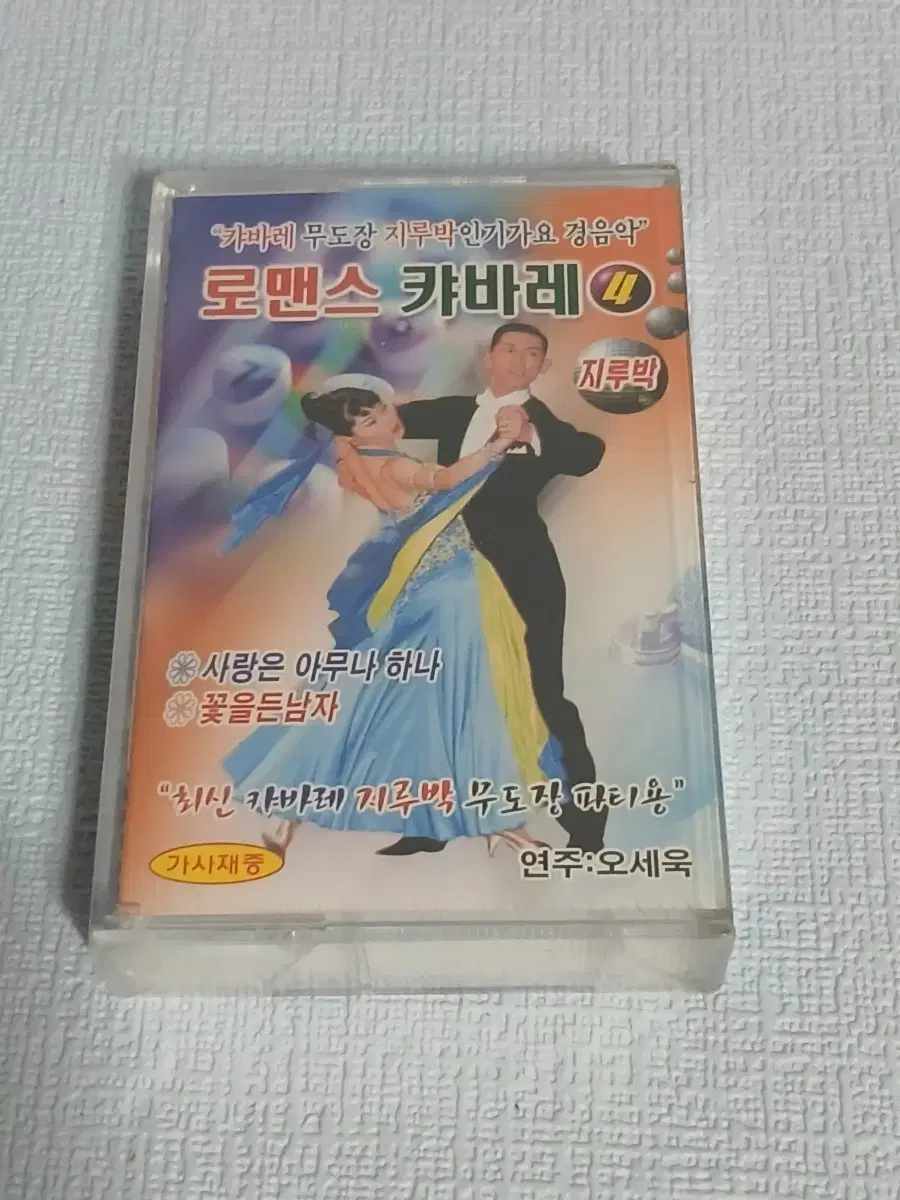 “캬바레 무도장 지루박인기가요 경음악”
로맨스 캬바레 4
지루박
사랑은 아무나 하나
꽃을든남자
“최신 캬바레 지루박 무도장 파티용”
가사재중
연주:오세욱